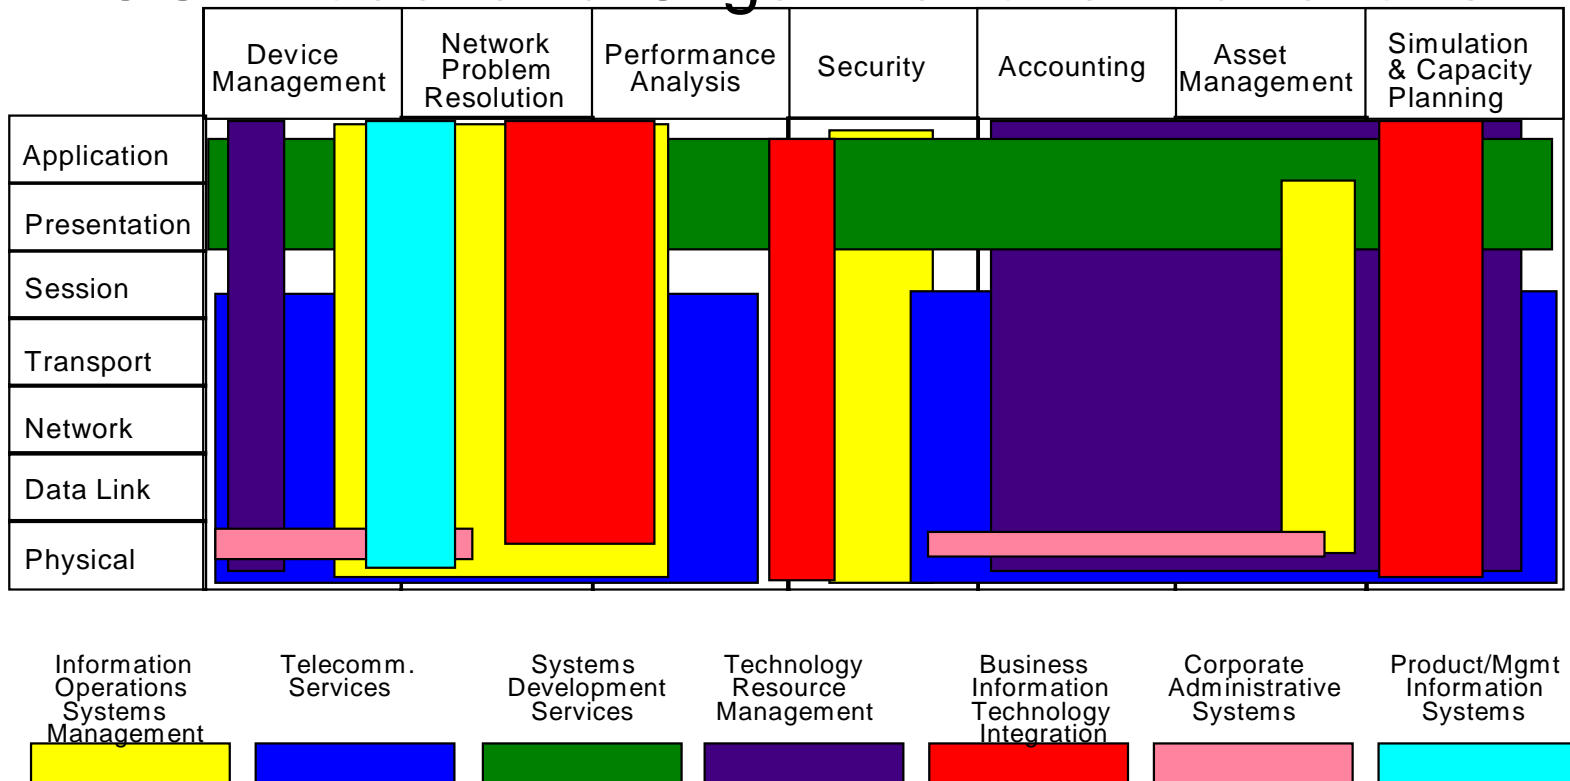 Device
Management
Network
Problem
Resolution
Performance
Analysis
Security
Accounting
Asset
Management
Simulation
& Capacity
Planning
Application
Presentation
Session
Transport
Network
Data Link
Physical
Information
Operations
Systems
Management
Telecomm.
Services
Systems
Development
Services
Technology
Resource
Management
Business
Information
Technology
Integration
Corporate
Administrative
Systems
Product/Mgmt
Information
Systems